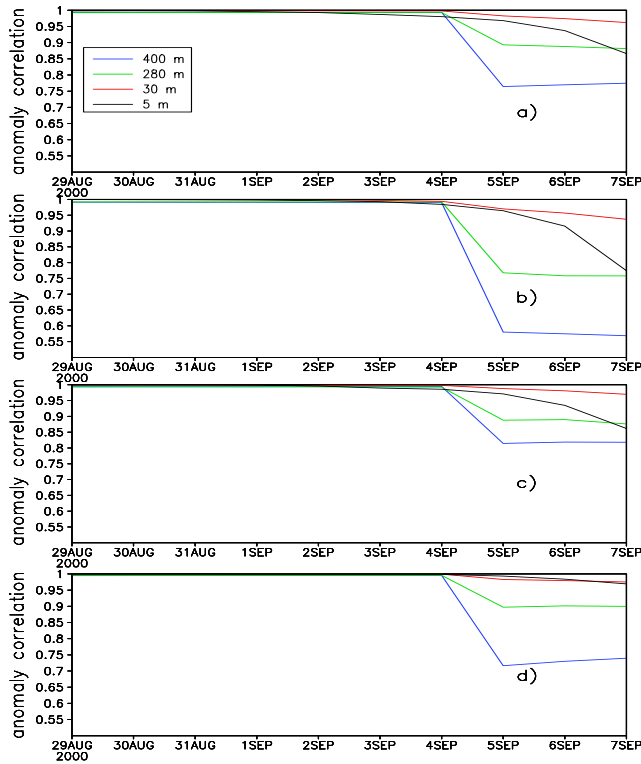 1
0.95
0.9
0.85
0.8
0.75
0.7
0.65
0.6
0.55
anomaly correlation
400 m
280 m
30 m
5 m
a)
29AUG 30AUG 31AUG 1SEP 2SEP 3SEP 4SEP 5SEP 6SEP 7SEP
2000
1
0.95
0.9
0.85
0.8
0.75
0.7
0.65
0.6
0.55
anomaly correlation
b)
29AUG 30AUG 31AUG 1SEP 2SEP 3SEP 4SEP 5SEP 6SEP 7SEP
2000
1
0.95
0.9
0.85
0.8
0.75
0.7
0.65
0.6
0.55
anomaly correlation
c)
29AUG 30AUG 31AUG 1SEP 2SEP 3SEP 4SEP 5SEP 6SEP 7SEP
2000
1
0.95
0.9
0.85
0.8
0.75
0.7
0.65
0.6
0.55
anomaly correlation
d)
29AUG 30AUG 31AUG 1SEP 2SEP 3SEP 4SEP 5SEP 6SEP 7SEP
2000